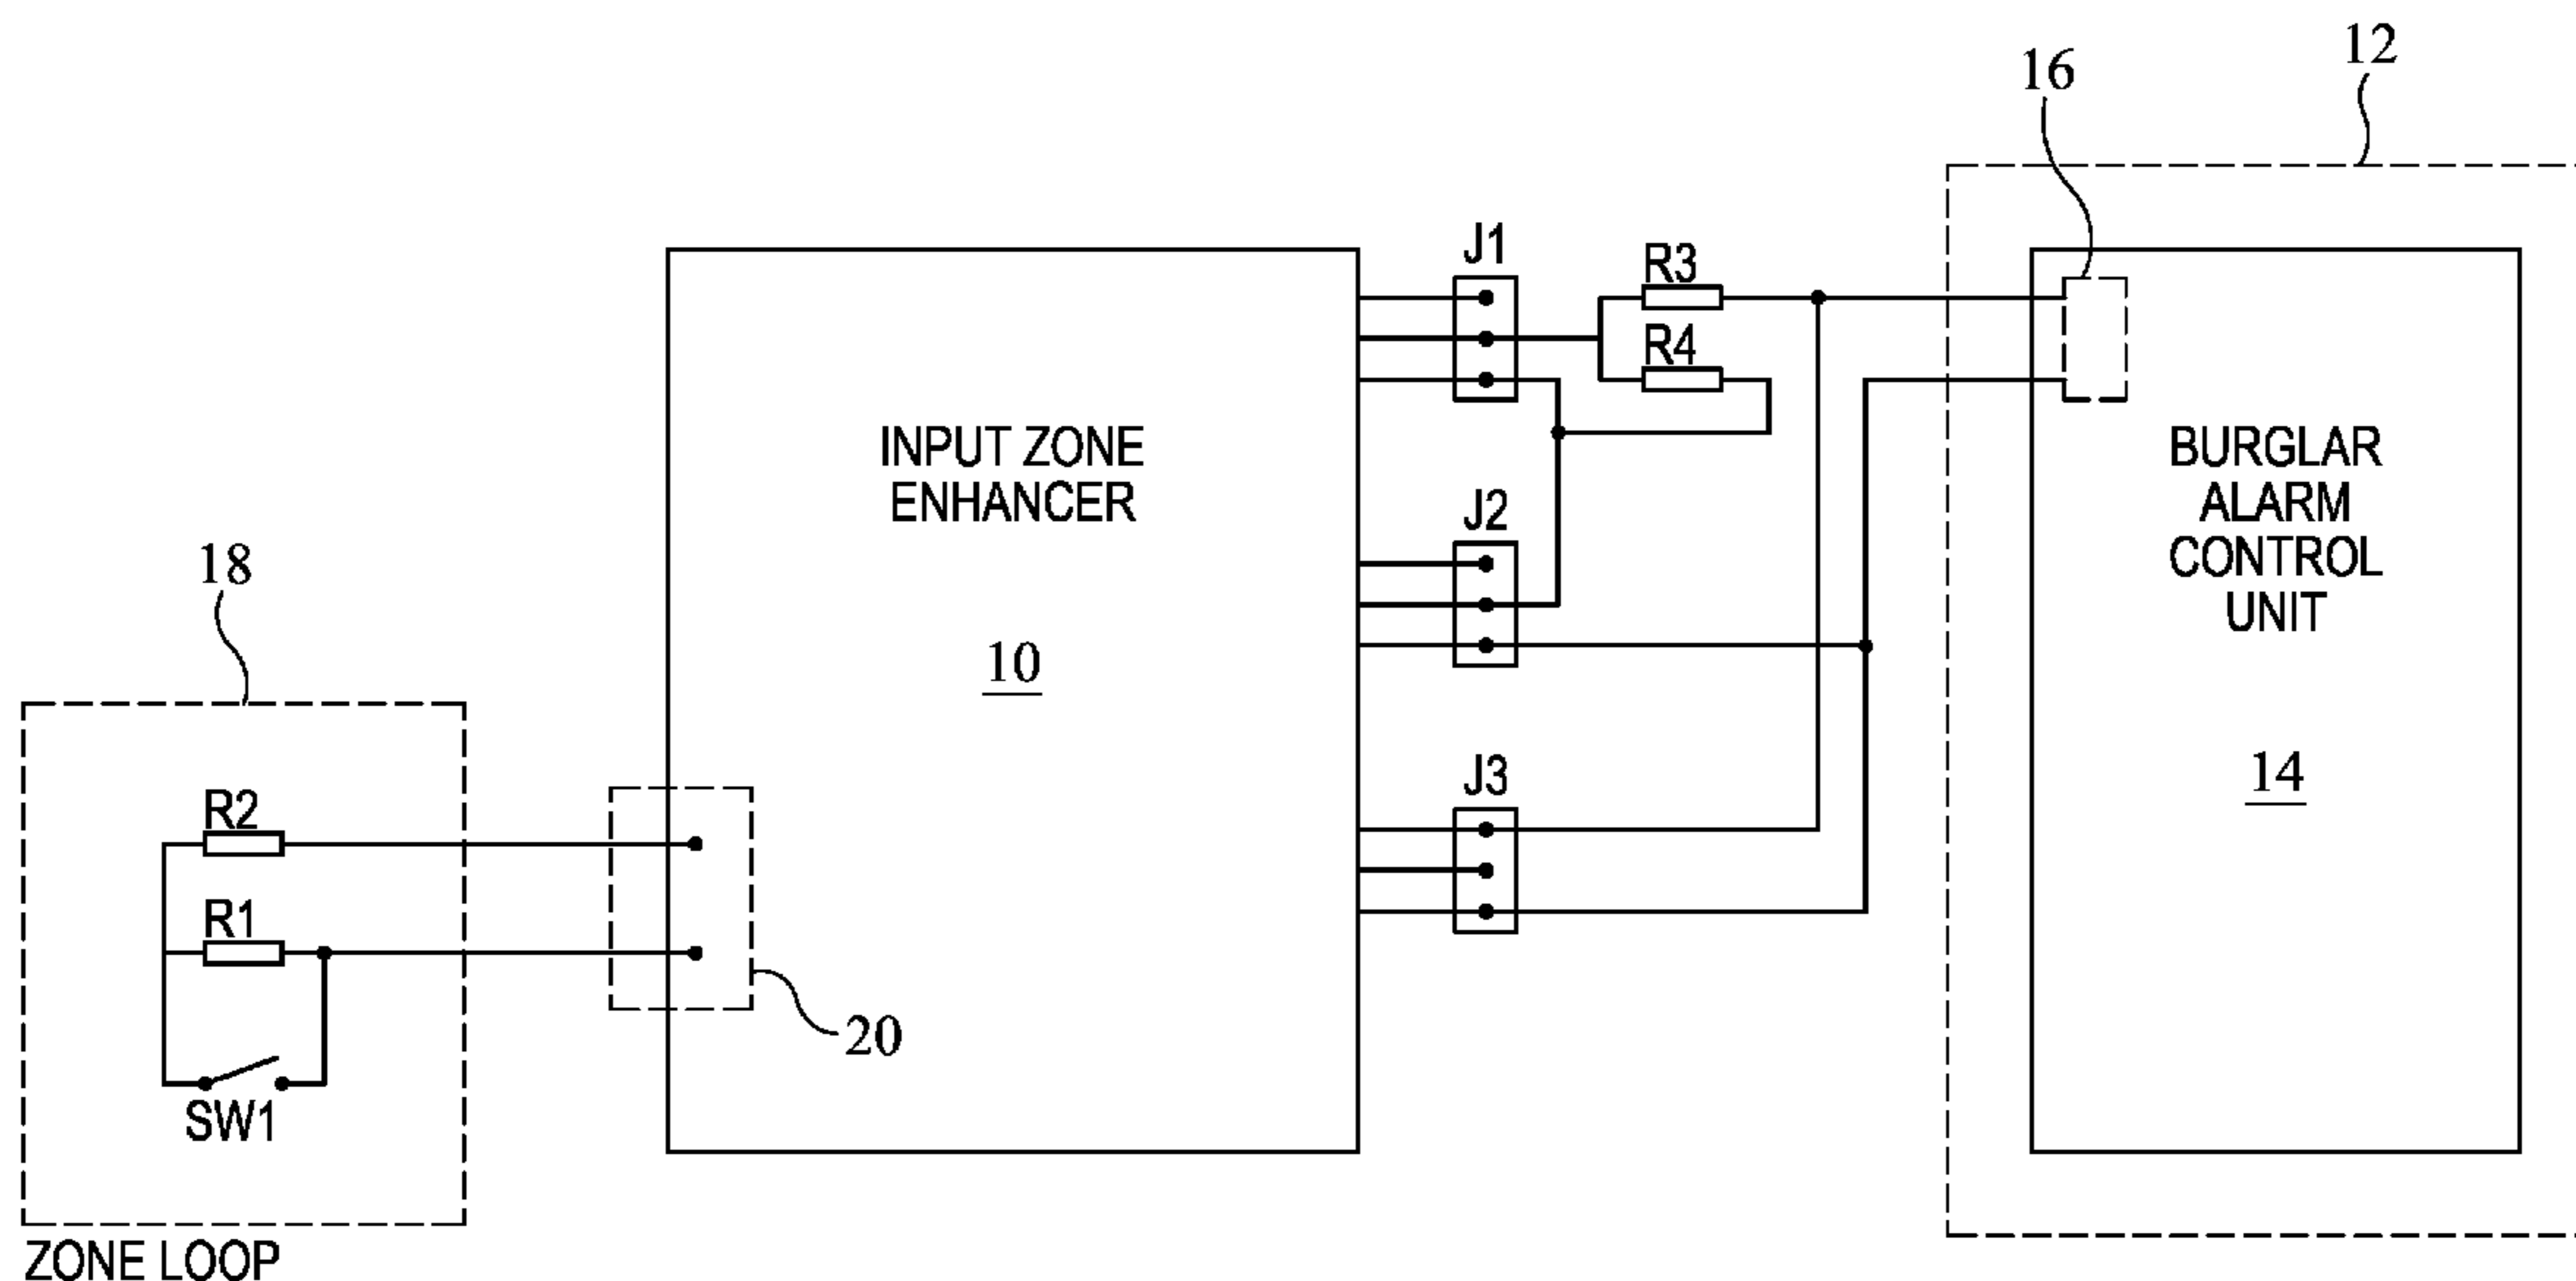 12
16
J1
R3
R4
INPUT ZONE
ENHANCER
10
BURGLAR
ALARM
CONTROL
UNIT
14
J2
18
J3
R2
R1
SW1
20
ZONE LOOP